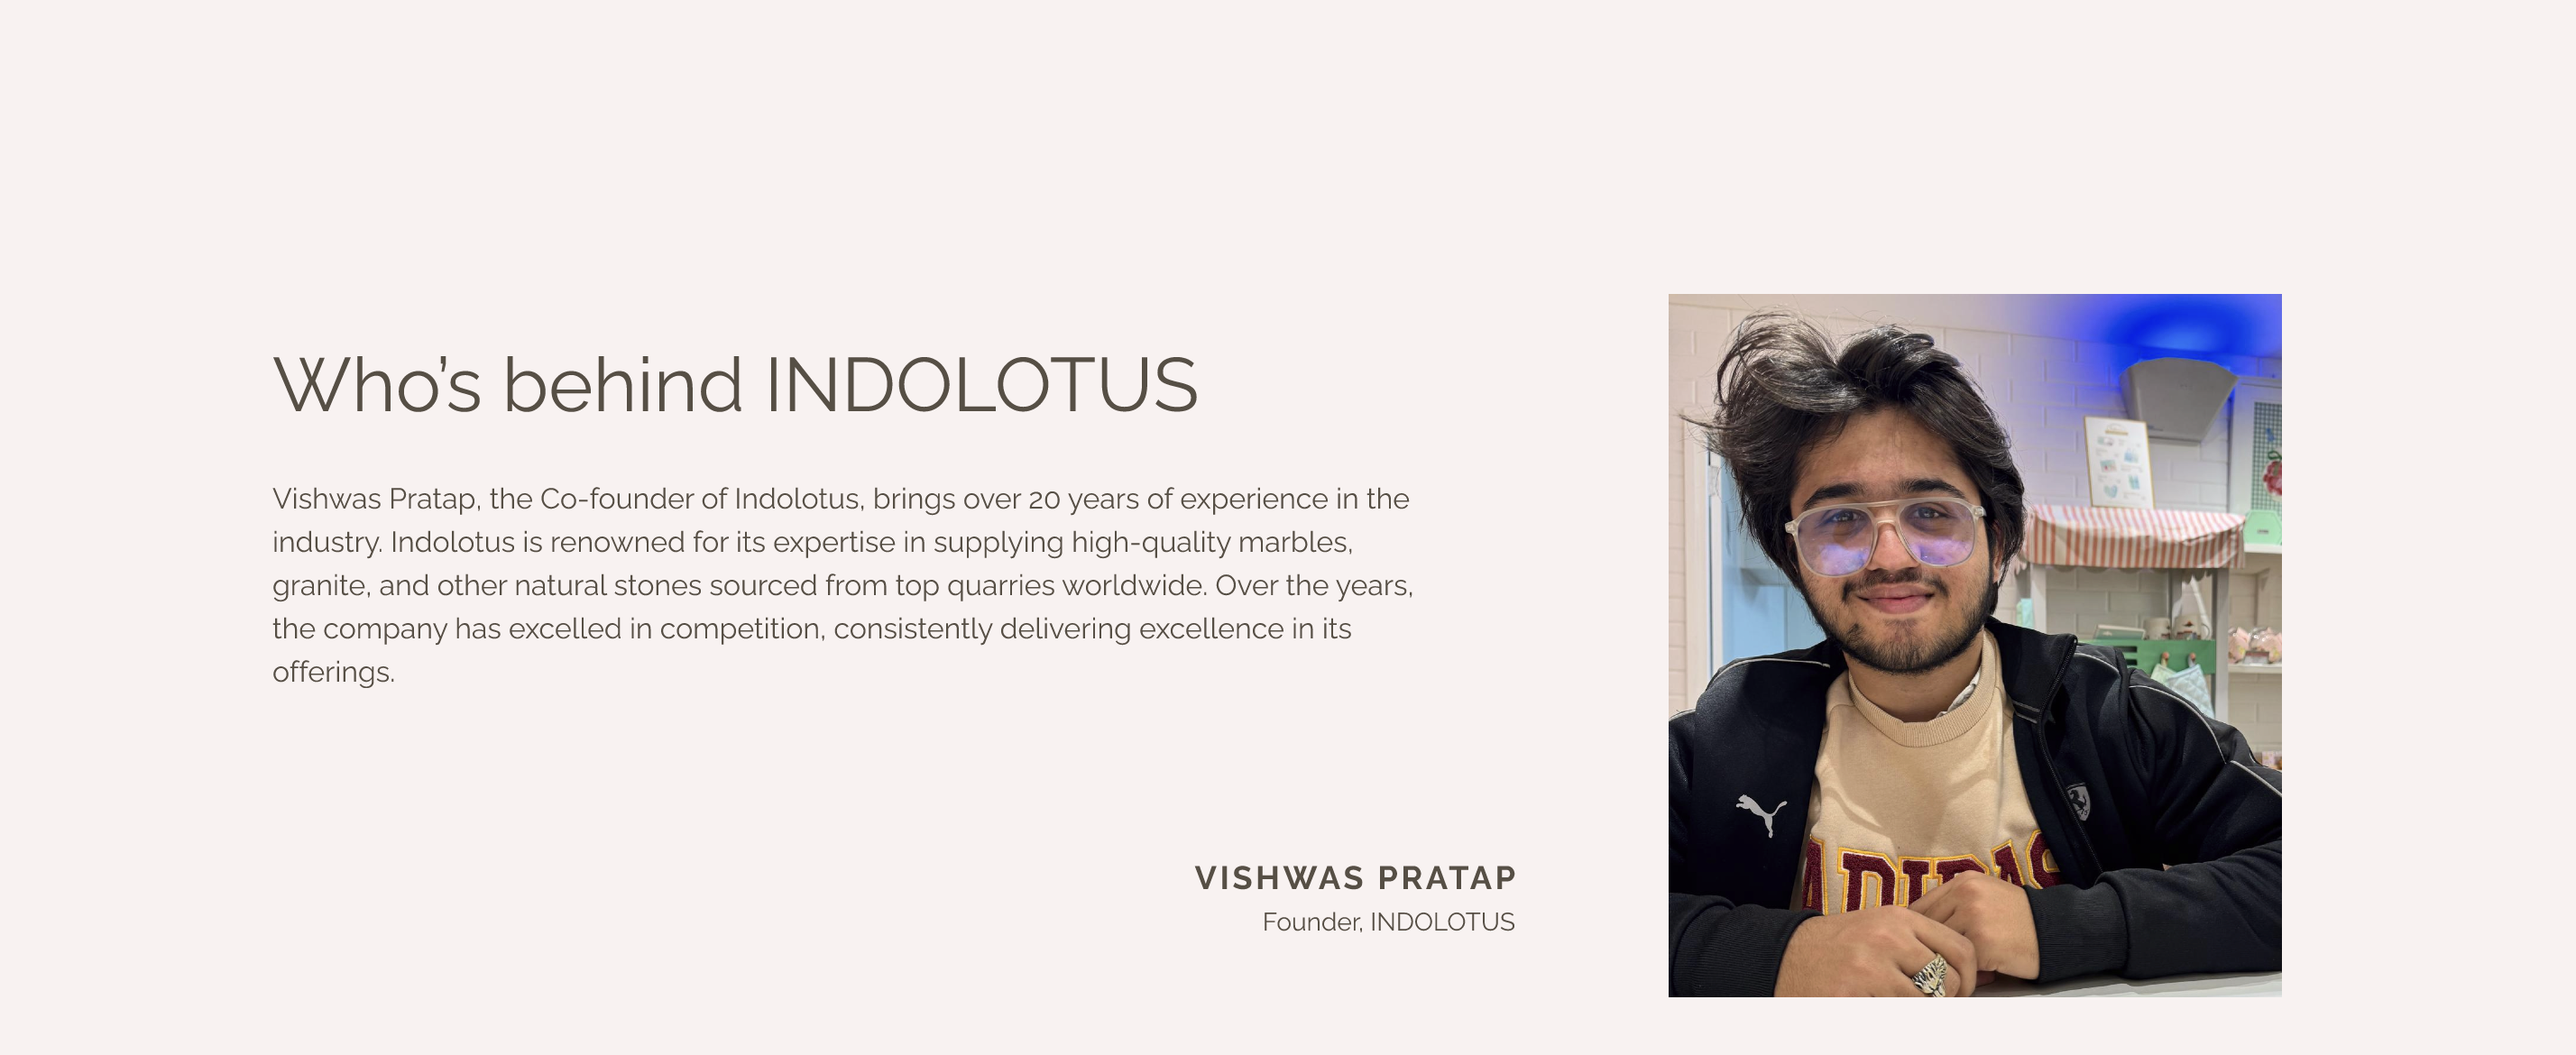 Who’s behind INDOLOTUS
Vishwas Pratap, the Co-founder of Indolotus, brings over 20 years of experience in the
industry. Indolotus is renowned for its expertise in supplying high-quality marbles,
granite, and other natural stones sourced from top quarries worldwide. Over the years,
the company has excelled in competition, consistently delivering excellence in its
offerings.
VISHWAS PRATAP
Founder, INDOLOTUS
ADIDAS